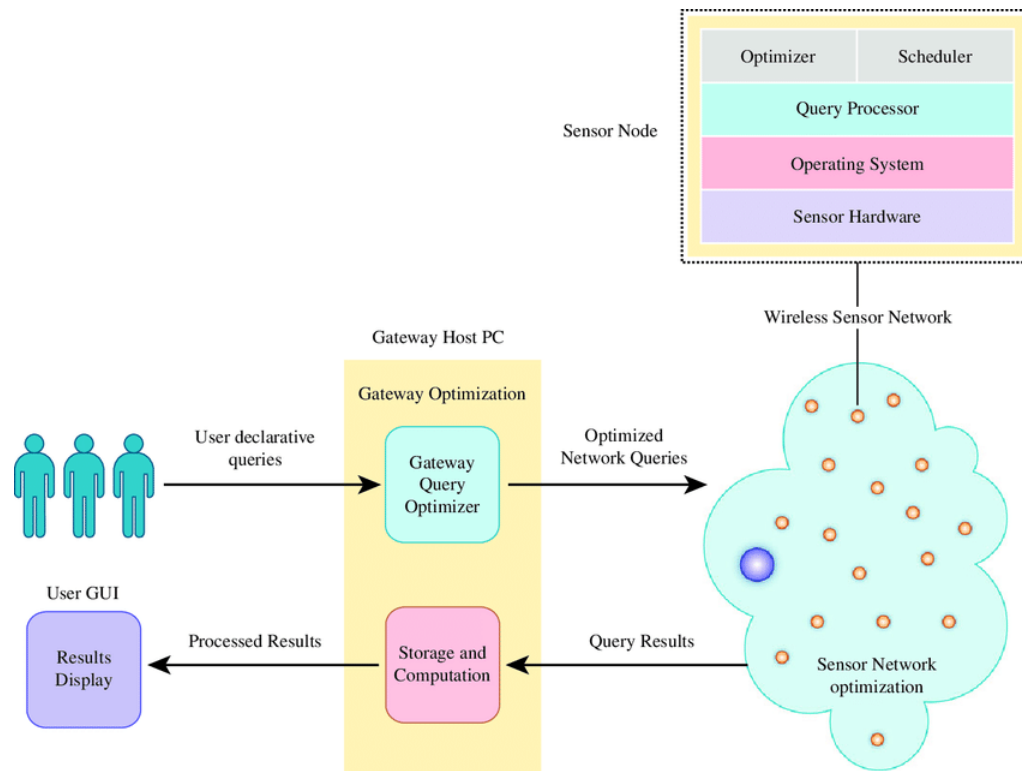 Optimizer
Scheduler
Query Processor
Sensor Node
Operating System
Sensor Hardware
Wireless Sensor Network
Gateway Host PC
Gateway Optimization
User declarative
queries
Gateway
Query
Optimizer
Optimized
Network Queries
User GUI
Results
Display
Processed Results
Storage and
Computation
Query Results
Sensor Network
optimization